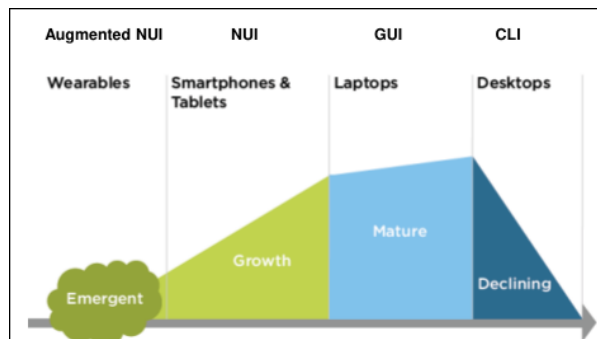 Augmented NUI NUI GUI CLI
Wearables Smartphones & Laptops Desktops
Tablets
Mature
Growth
Declining
Emergent